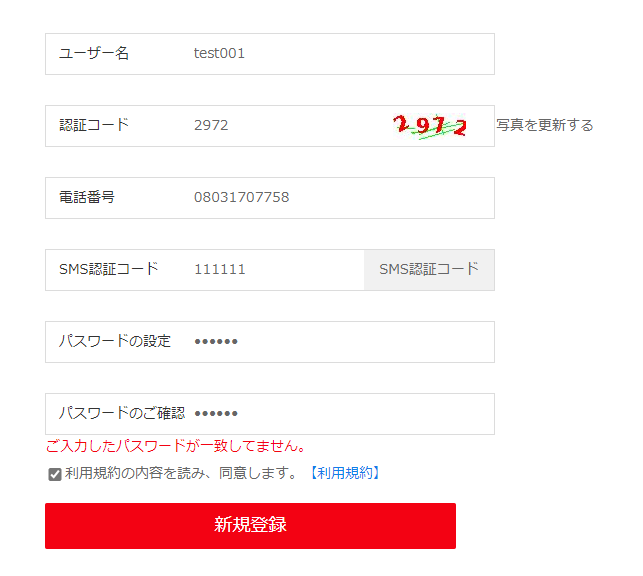 ユーザー名 test001
認証コード 2972 2972 写真を更新する
電話番号 08031707758
SMS認証コード 111111 SMS認証コード
パスワードの設定 ••••••
パスワードのご確認 ••••••
ご入力したパスワードが一致してません。
利用規約の内容を読み、同意します。【利用規約】
新規登録